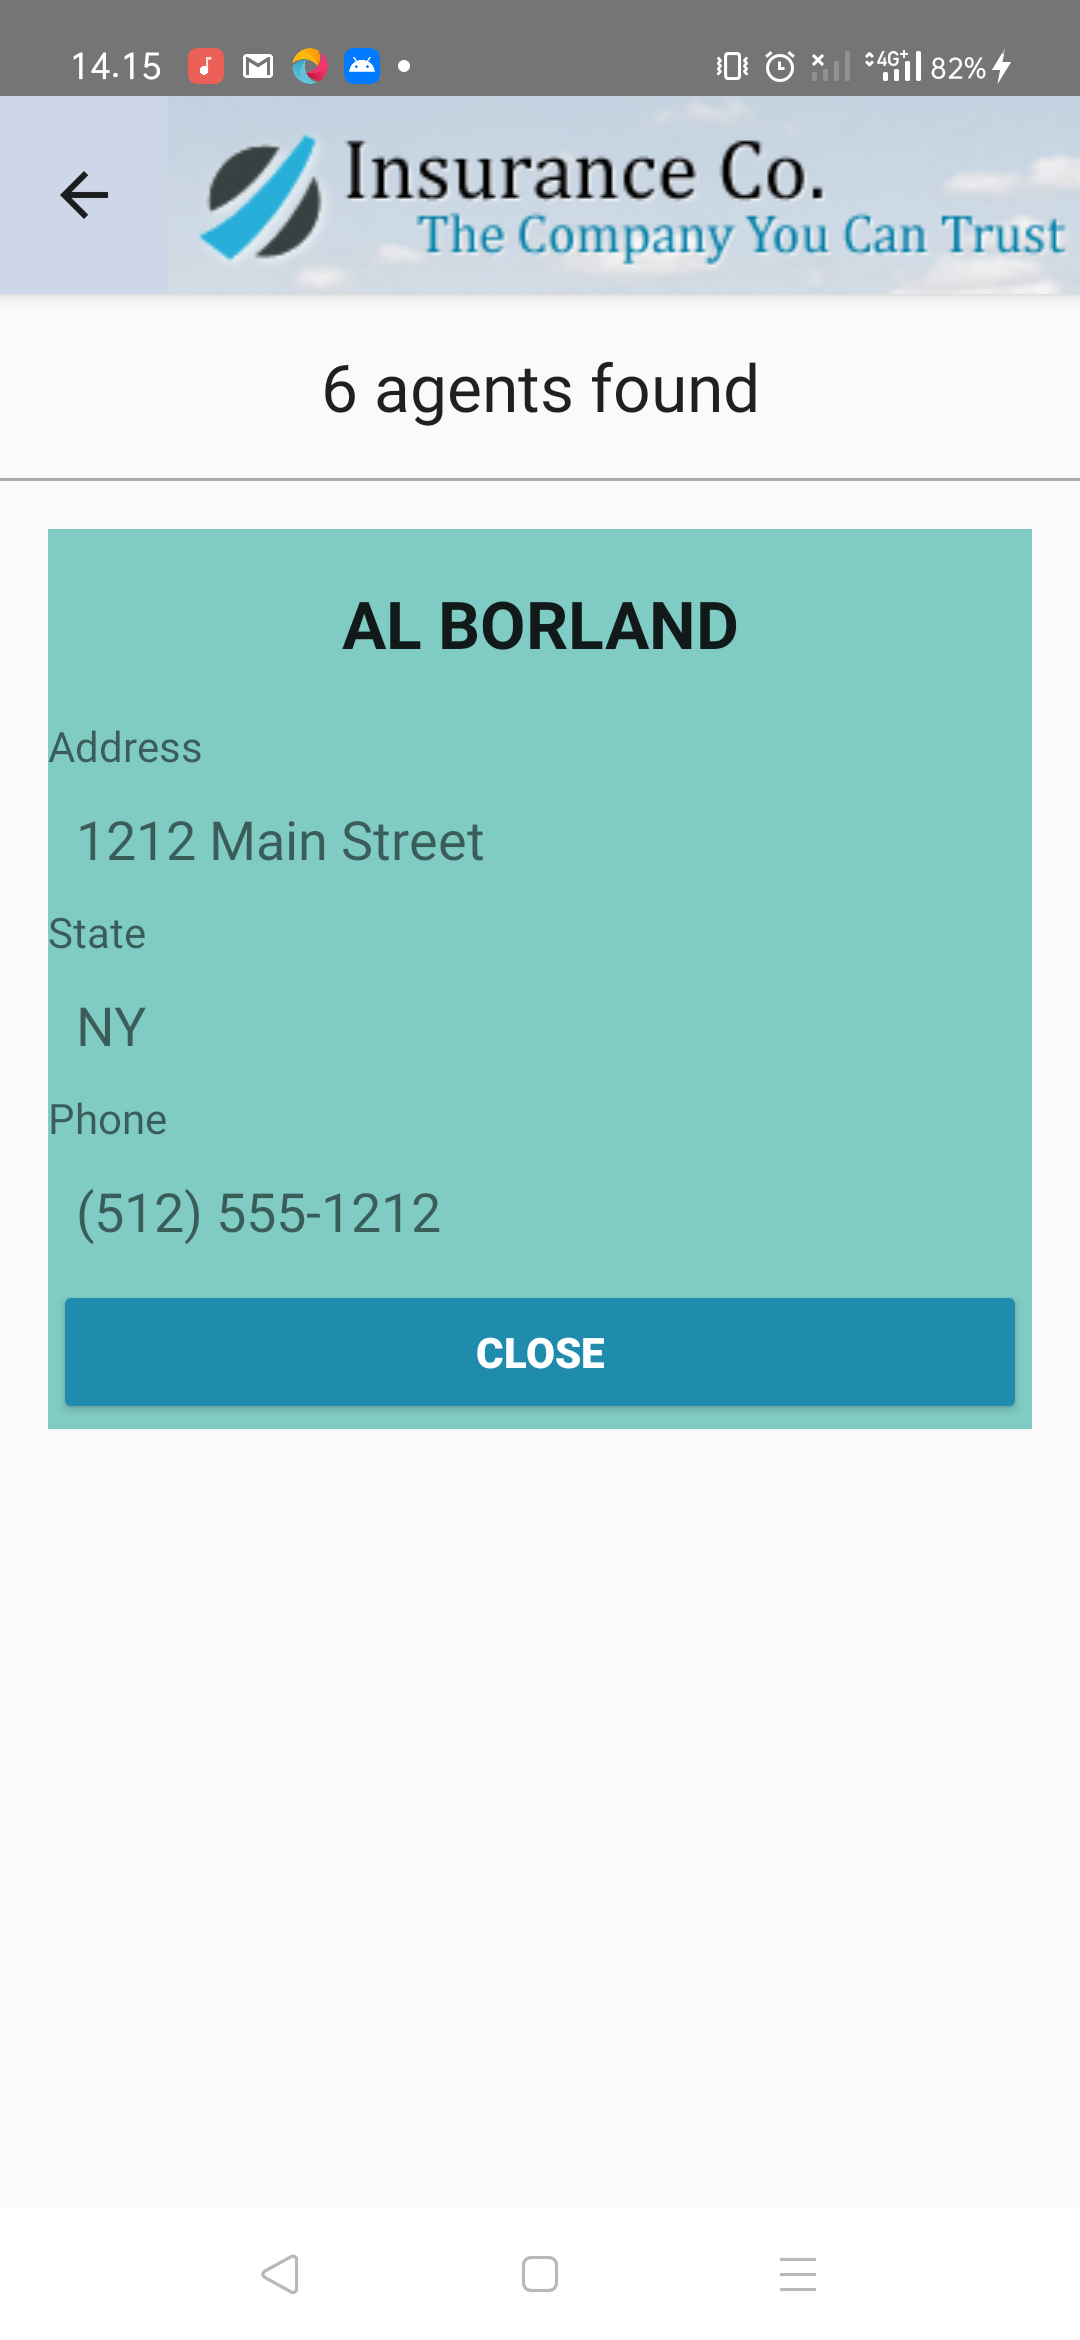 14.15 4G+ 82%
Insurance Co.
The Company You Can Trust
6 agents found
AL BORLAND
Address
1212 Main Street
State
NY
Phone
(512) 555-1212
CLOSE